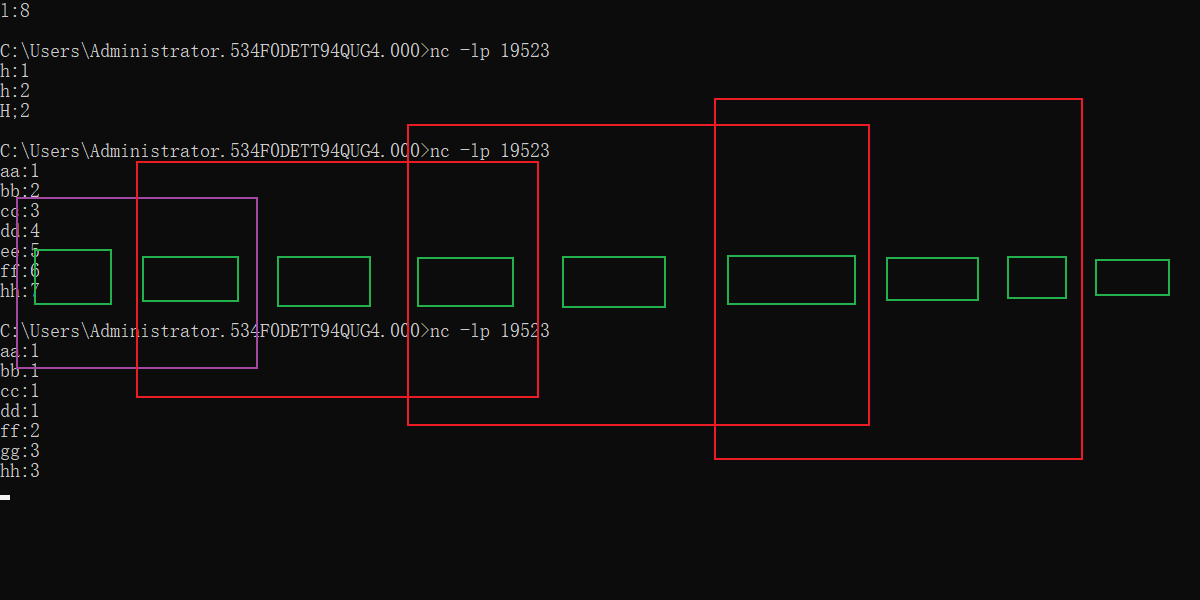 1:8
C:\Users\Administrator.534F0DETT94QUG4.000>nc -lp 19523
h:1
h:2
H;2
C:\Users\Administrator.534F0DETT94QUG4.000>nc -lp 19523
aa:1
bb:2
cc:3
dd:4
ee:5
ff:6
hh:7
C:\Users\Administrator.534F0DETT94QUG4.000>nc -lp 19523
aa:1
bb:1
cc:1
dd:1
ff:2
gg:3
hh:3